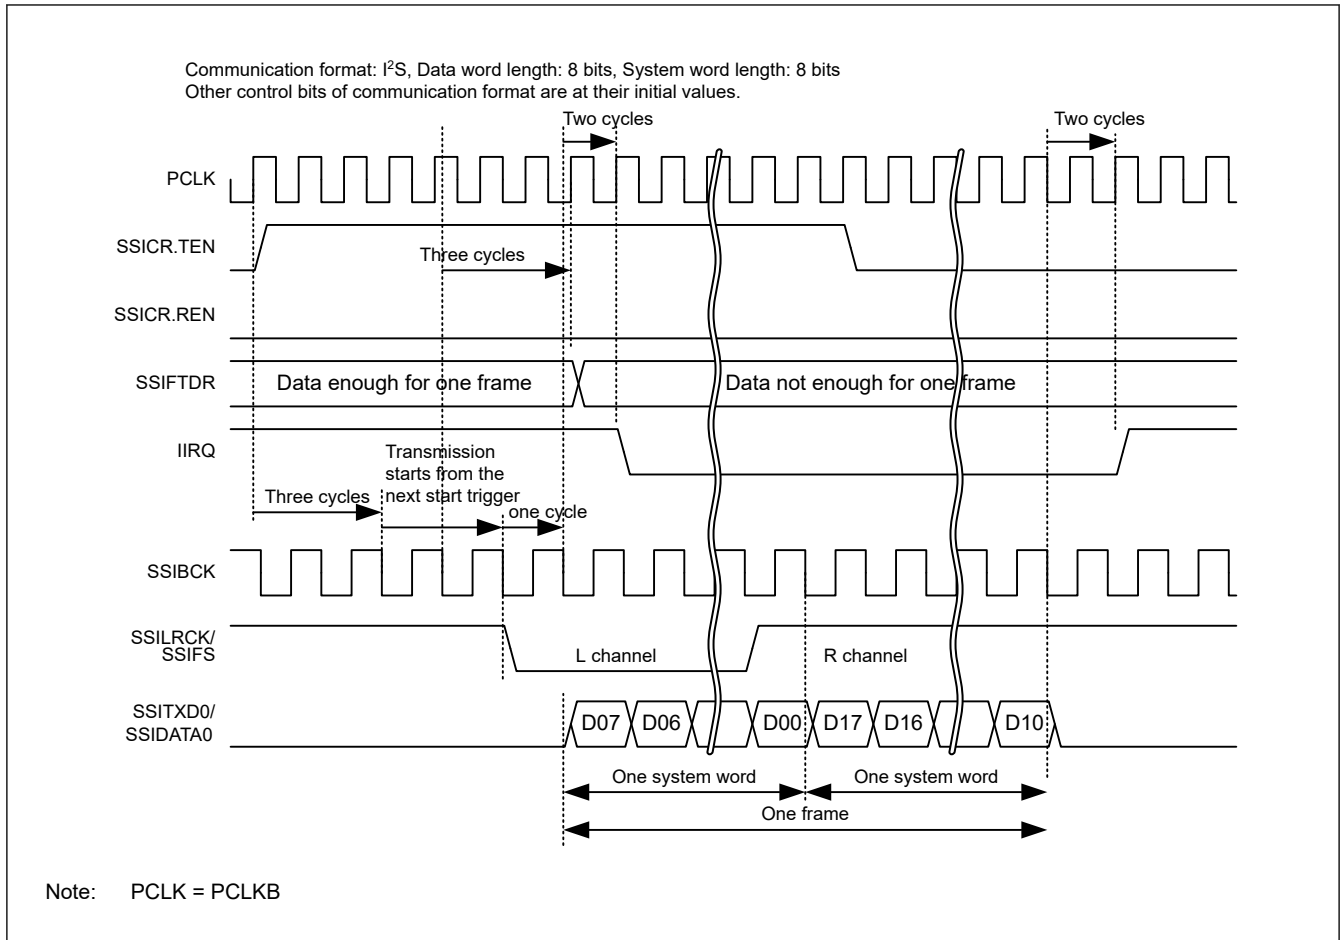 Communication format: I²S, Data word length: 8 bits, System word length: 8 bits
Other control bits of communication format are at their initial values.
Two cycles
Two cycles
PCLK
SSICR.TEN
Three cycles
SSICR.REN
SSIFTDR
Data enough for one frame
Data not enough for one frame
IIRQ
Transmission
starts from the
next start trigger
Three cycles
one cycle
SSIBCK
SSILRCK/
SSIFS
L channel
R channel
SSITXD0/
SSIDATA0
D07
D06
D00
D17
D16
D10
One system word
One system word
One frame
Note: PCLK = PCLKB